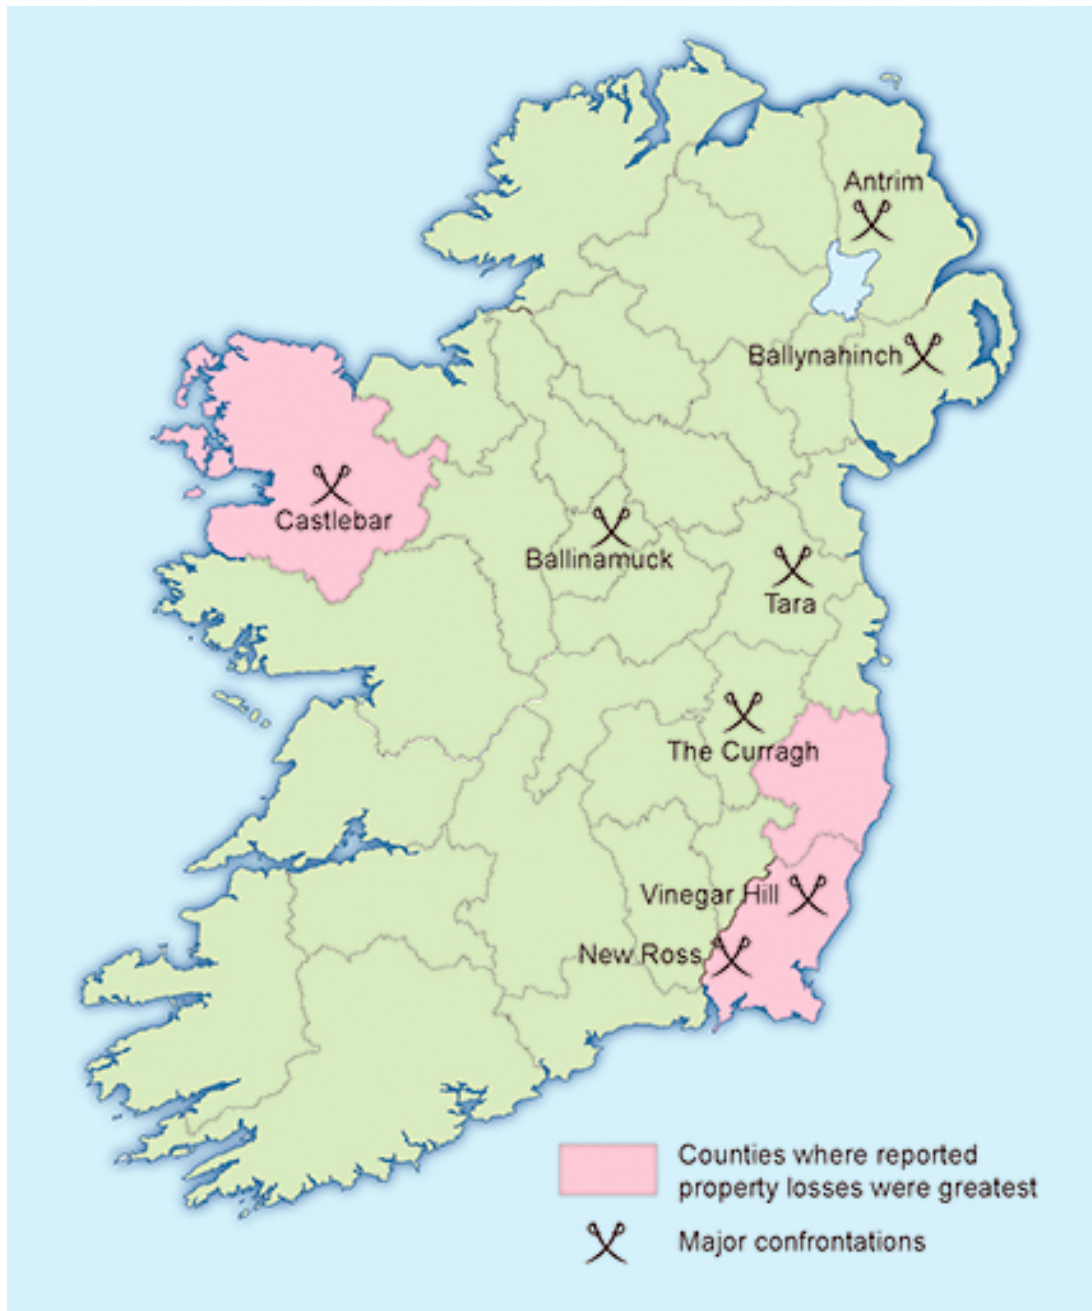 Antrim
Ballynahinch
Castlebar
Ballinamuck
Tara
The Curragh
Vinegar Hill
New Ross
Counties where reported
property losses were greatest
Major confrontations